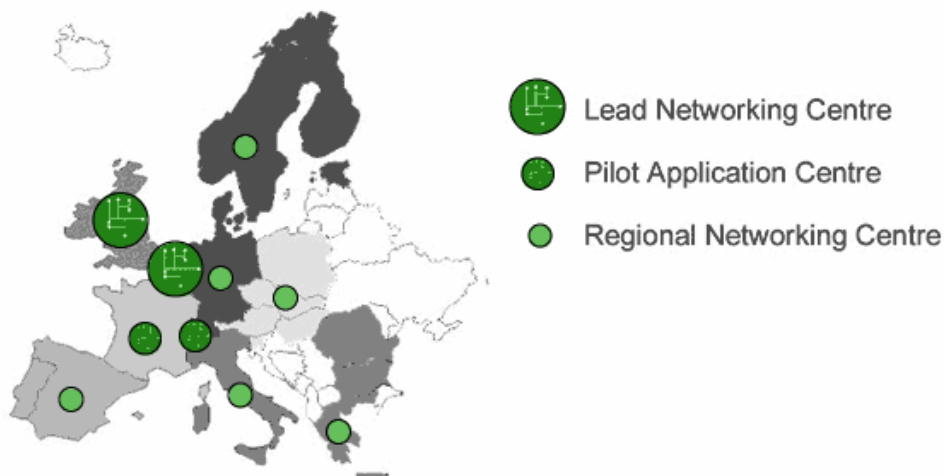 Lead Networking Centre
Pilot Application Centre
Regional Networking Centre